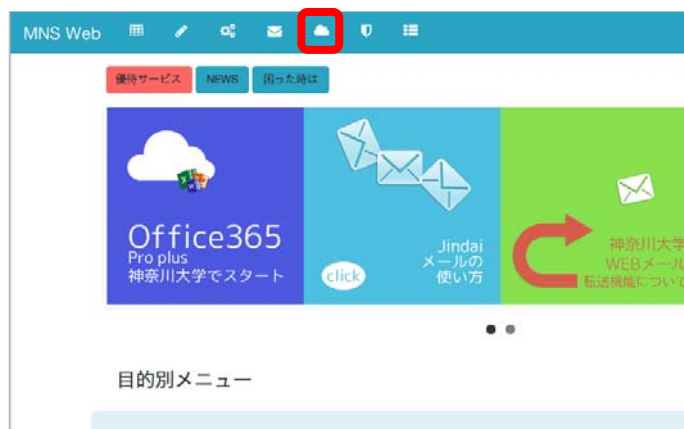 MNS Web
優待サービス
NEWS
困った時は
Office365
Pro plus
神奈川大学でスタート
click
Jindai
メールの
使い方
神奈川大学
WEBメール
転送機能について
目的別メニュー